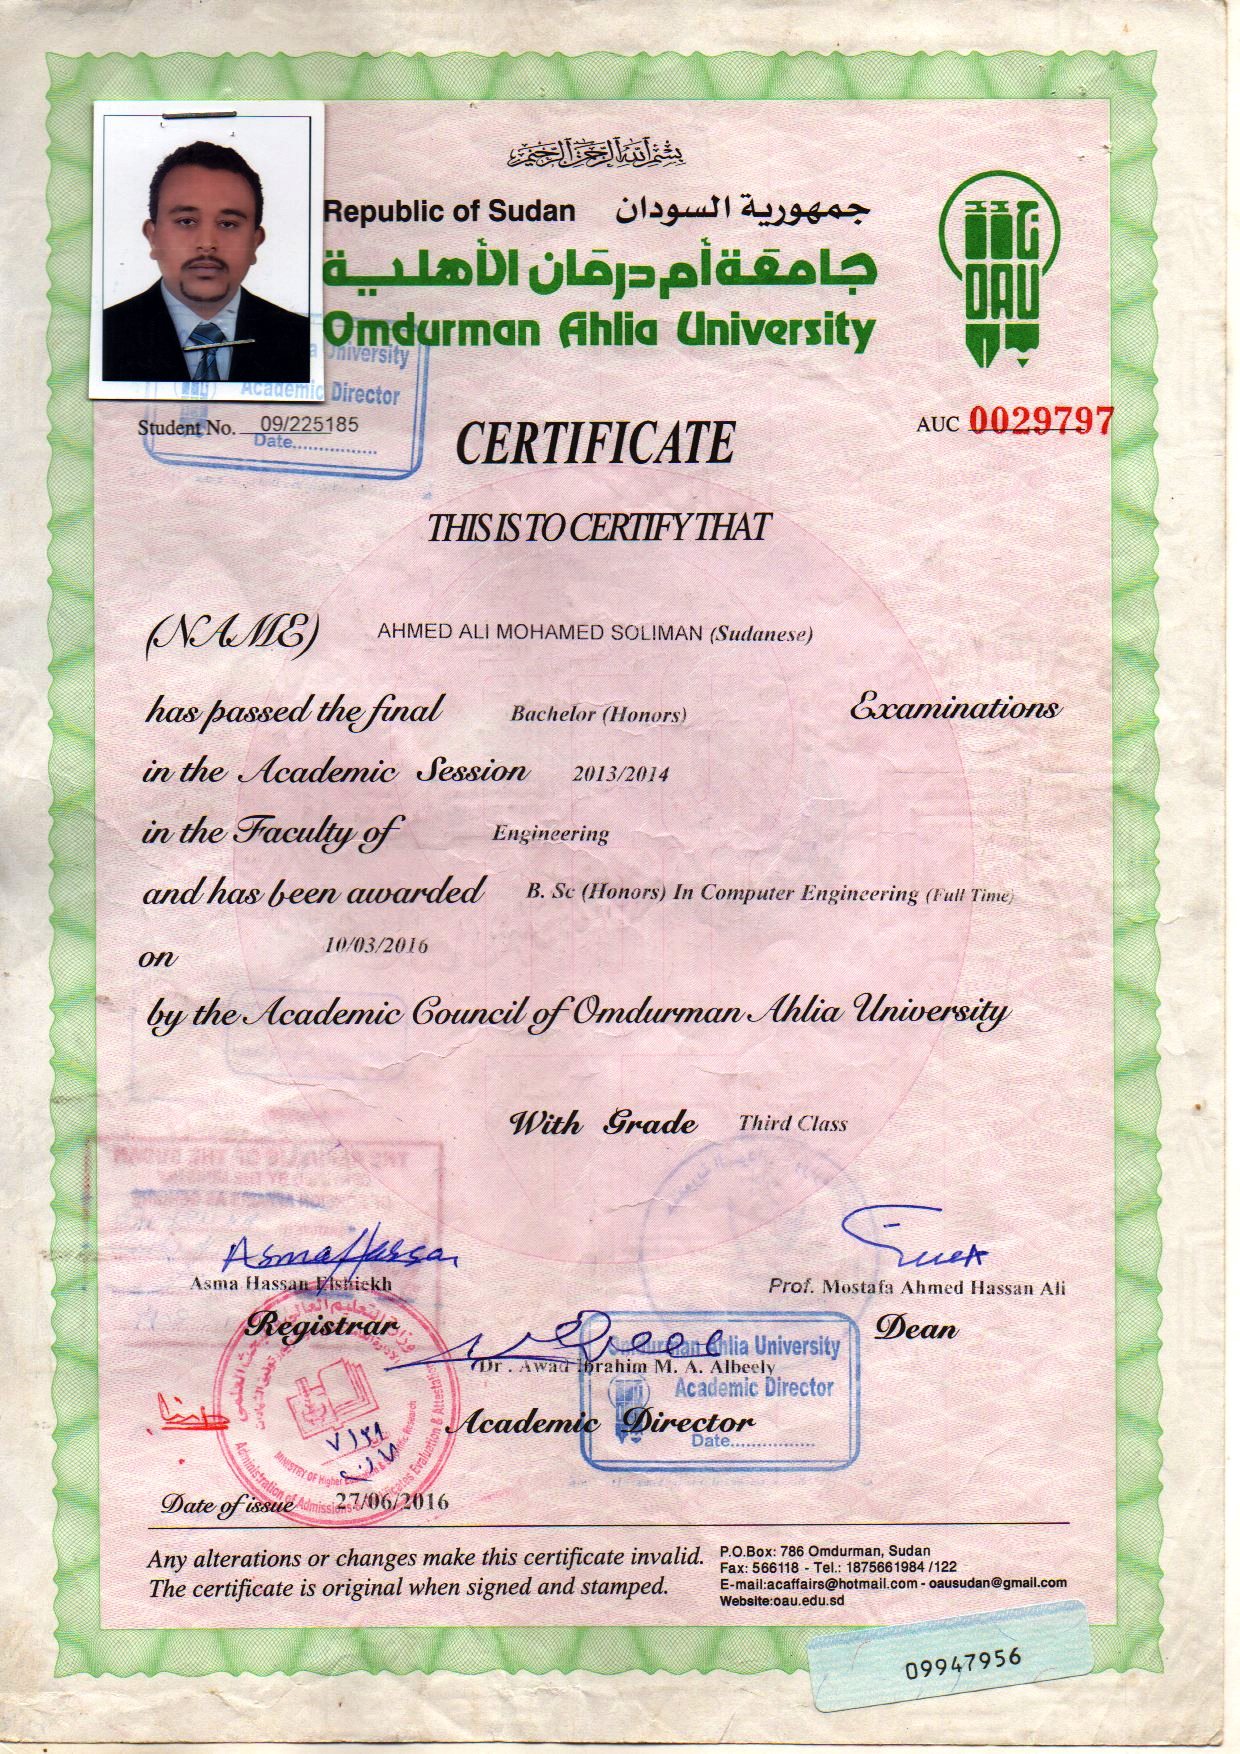 بسم الله الرحمن الرحيم
Republic of Sudan جمهورية السودان
جامعة أم درمان الأهلية
Omdurman Ahlia University
OAU
University
Academic Director
Date................
Student No. 09/225185
AUC 0029797
CERTIFICATE
THIS IS TO CERTIFY THAT
(NAME) AHMED ALI MOHAMED SOLIMAN (Sudanese)
has passed the final Bachelor (Honors) Examinations
in the Academic Session 2013/2014
in the Faculty of Engineering
and has been awarded B. Sc (Honors) In Computer Engineering (Full Time)
on 10/03/2016
by the Academic Council of Omdurman Ahlia University
With Grade Third Class
Asma Hassan
Asma Hassan Elshiekh
Registrar
Prof. Mostafa Ahmed Hassan Ali
Dean
Dr . Awad Ibrahim M. A. Albeely
Academic Director
Omdurman Ahlia University
Academic Director
Date................
MINISTRY OF Higher Education & Scientific Research
Administration of Admissions & Certificates Evaluation & Attestation
Date of issue 27/06/2016
Any alterations or changes make this certificate invalid.
The certificate is original when signed and stamped.
P.O.Box: 786 Omdurman, Sudan
Fax: 566118 - Tel.: 1875661984 /122
E-mail:acaffairs@hotmail.com - oausudan@gmail.com
Website:oau.edu.sd
09947956